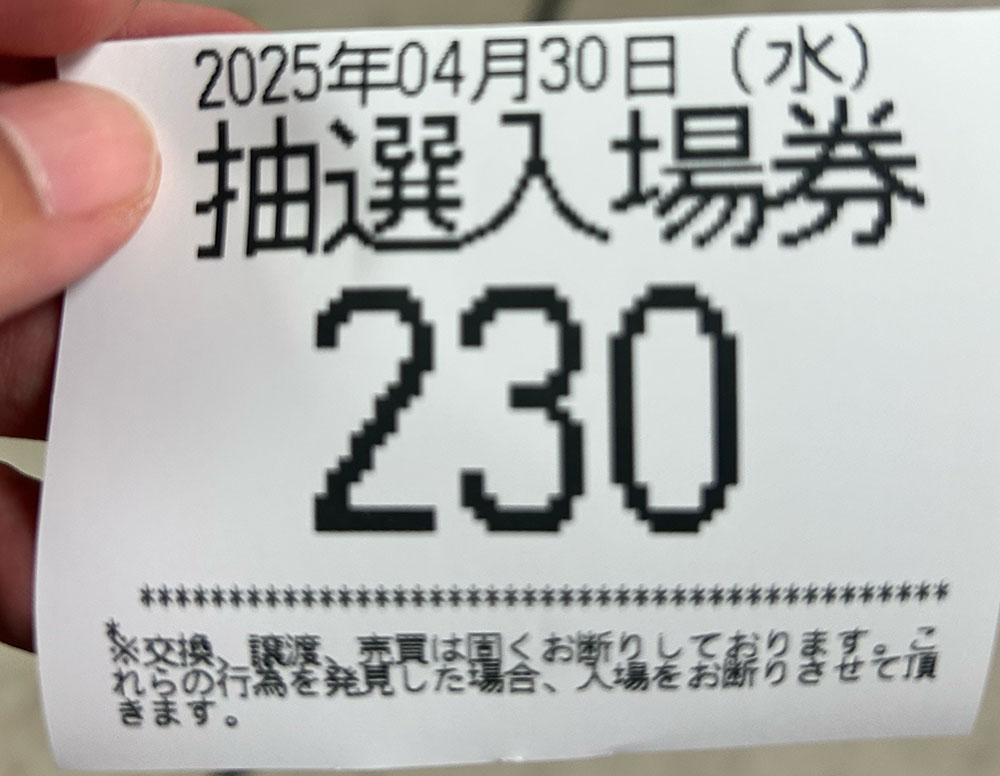 2025年04月30日（水）
抽選入場券
230
*********************************************
*
※交換、譲渡、売買は固くお断りしております。こ
れらの行為を発見した場合、入場をお断りさせて頂
きます。